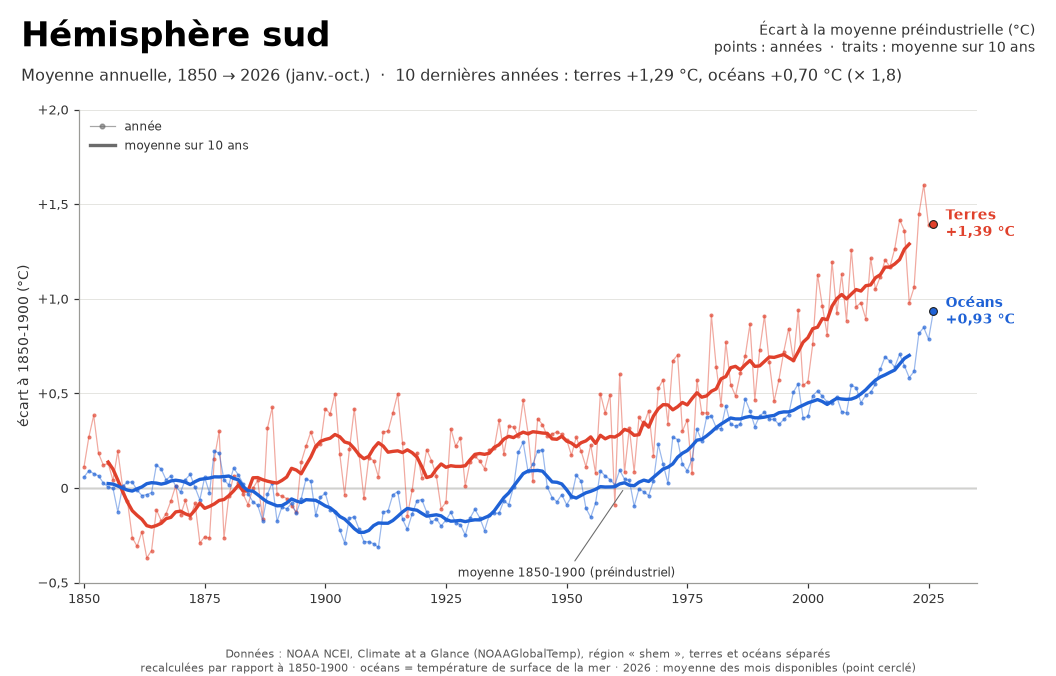 Hémisphère sud
Écart à la moyenne préindustrielle (°C)
points : années · traits : moyenne sur 10 ans
Moyenne annuelle, 1850 → 2026 (janv.-oct.) · 10 dernières années : terres +1,29 °C, océans +0,70 °C (× 1,8)
année
moyenne sur 10 ans
écart à 1850-1900 (°C)
+2,0
+1,5
+1,0
+0,5
0
−0,5
Terres
+1,39 °C
Océans
+0,93 °C
moyenne 1850-1900 (préindustriel)
1850 1875 1900 1925 1950 1975 2000 2025
Données : NOAA NCEI, Climate at a Glance (NOAAGlobalTemp), région « shem », terres et océans séparés
recalculées par rapport à 1850-1900 · océans = température de surface de la mer · 2026 : moyenne des mois disponibles (point cerclé)